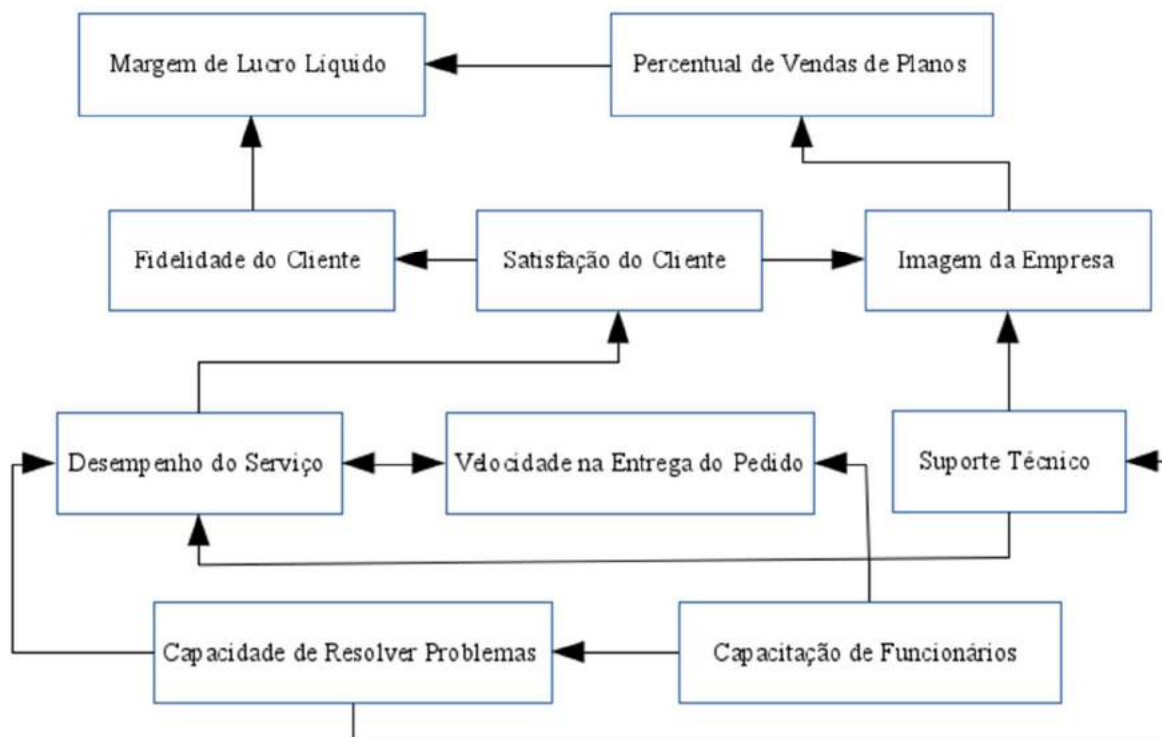 Margem de Lucro Líquido
Percentual de Vendas de Planos
Fidelidade do Cliente
Satisfação do Cliente
Imagem da Empresa
Desempenho do Serviço
Velocidade na Entrega do Pedido
Suporte Técnico
Capacidade de Resolver Problemas
Capacitação de Funcionários